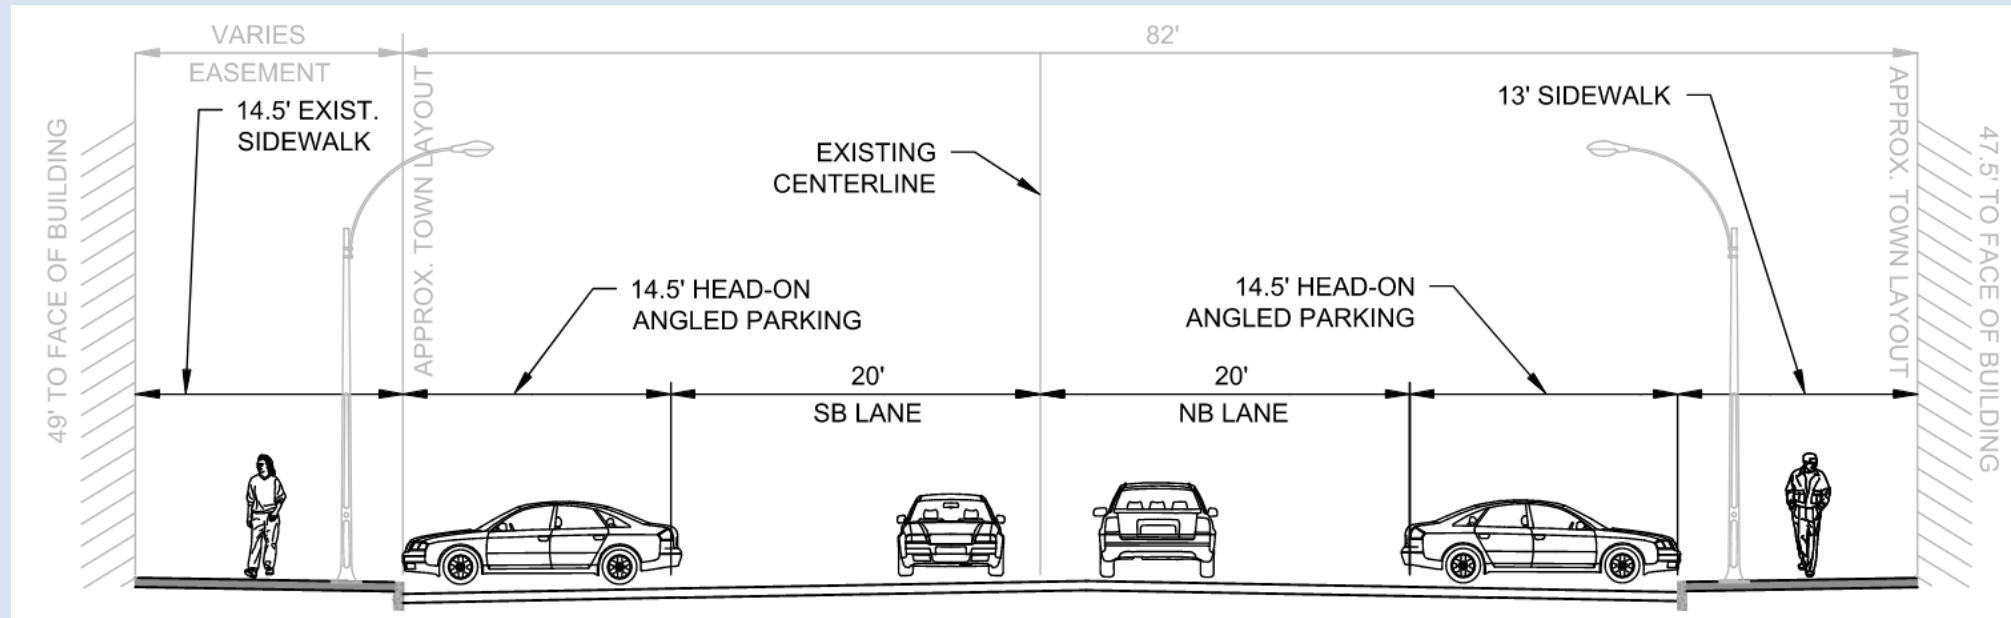 VARIES
82'
EASEMENT
14.5' EXIST.
SIDEWALK
13' SIDEWALK
49' TO FACE OF BUILDING
APPROX. TOWN LAYOUT
EXISTING
CENTERLINE
APPROX. TOWN LAYOUT
47.5' TO FACE OF BUILDING
14.5' HEAD-ON
ANGLED PARKING
14.5' HEAD-ON
ANGLED PARKING
20'
SB LANE
20'
NB LANE